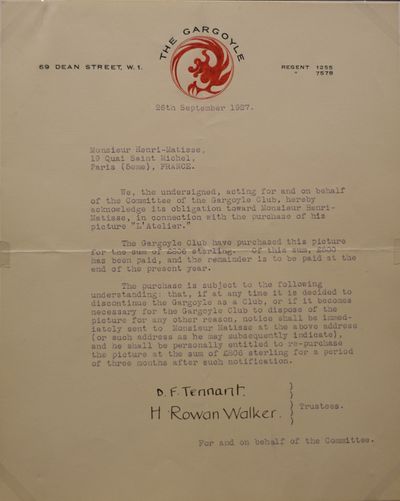 THE GARGOYLE
69 DEAN STREET, W.1.
REGENT 1255
" 7578
26th September 1927.
Monsieur Henri-Matisse,
19 Quai Saint Michel,
Paris (5eme), FRANCE.
We, the undersigned, acting for and on behalf
of the Committee of the Gargoyle Club, hereby
acknowledge its obligation toward Monsieur Henri-
Matisse, in connection with the purchase of his
picture "L'Atelier."
The Gargoyle Club have purchased this picture
for the sum of sterling. Of this sum,
has been paid, and the remainder is to be paid at the
end of the present year.
The purchase is subject to the following
understanding: that, if at any time it is decided to
discontinue the Gargoyle as a Club, or if it becomes
necessary for the Gargoyle Club to dispose of the
picture for any other reason, notice shall be immed-
iately sent to Monsieur Matisse at the above address
(or such address as he may subsequently indicate),
and he shall be personally entitled to re-purchase
the picture at the sum of sterling for a period
of three months after such notification.
D. F. Tennant.
H Rowan Walker.
Trustees.
For and on behalf of the Committee.